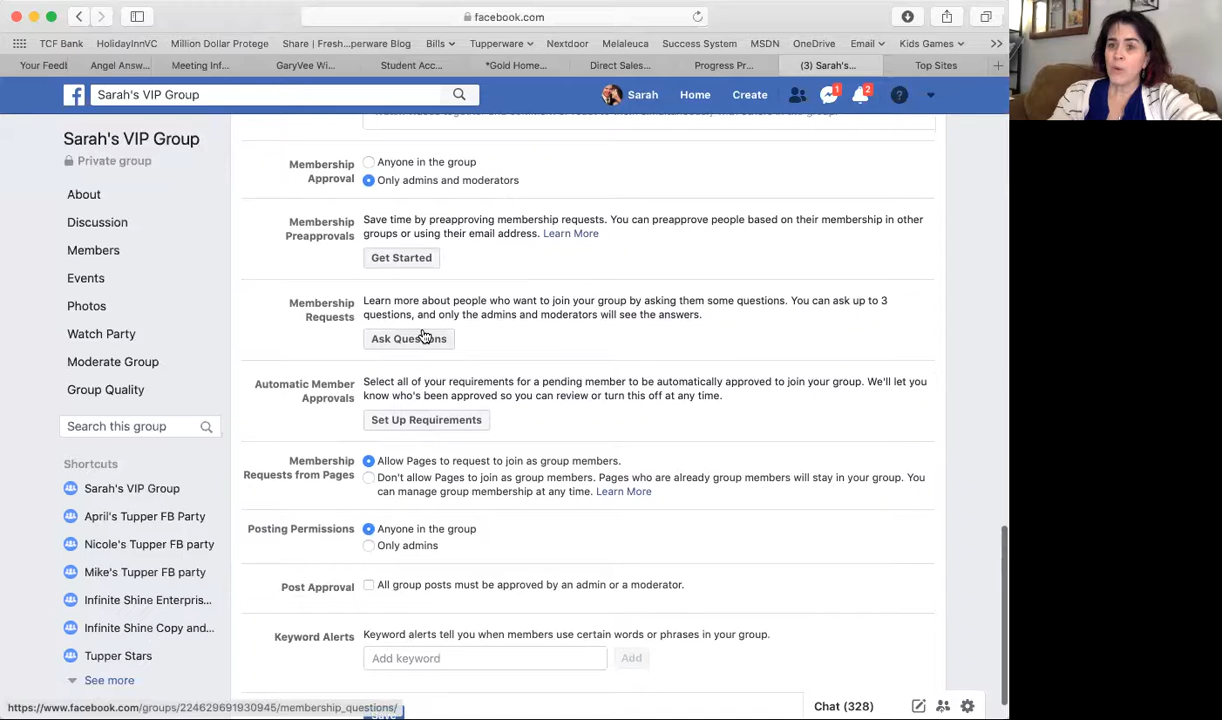 facebook.com
TCF Bank HolidayInnVC Million Dollar Protege Share | Fresh...perware Blog Bills Tupperware Nextdoor Melaleuca Success System MSDN OneDrive Email Kids Games
Your Feedl Angel Answ... Meeting Inf... GaryVee Wi... Student Acc... *Gold Home... Direct Sales... Progress Pr... (3) Sarah's... Top Sites
Sarah's VIP Group Sarah Home Create 1 2
Sarah's VIP Group
Private group
About
Discussion
Members
Events
Photos
Watch Party
Moderate Group
Group Quality
Search this group
Shortcuts
Sarah's VIP Group
April's Tupper FB Party
Nicole's Tupper FB party
Mike's Tupper FB party
Infinite Shine Enterpris...
Infinite Shine Copy and...
Tupper Stars
See more
Membership Approval
Anyone in the group
Only admins and moderators
Membership Preapprovals
Save time by preapproving membership requests. You can preapprove people based on their membership in other
groups or using their email address. Learn More
Get Started
Membership Requests
Learn more about people who want to join your group by asking them some questions. You can ask up to 3
questions, and only the admins and moderators will see the answers.
Ask Questions
Automatic Member Approvals
Select all of your requirements for a pending member to be automatically approved to join your group. We'll let you
know who's been approved so you can review or turn this off at any time.
Set Up Requirements
Membership Requests from Pages
Allow Pages to request to join as group members.
Don't allow Pages to join as group members. Pages who are already group members will stay in your group. You
can manage group membership at any time. Learn More
Posting Permissions
Anyone in the group
Only admins
Post Approval
All group posts must be approved by an admin or a moderator.
Keyword Alerts
Keyword alerts tell you when members use certain words or phrases in your group.
Add keyword Add
https://www.facebook.com/groups/224629691930945/membership_questions/
Chat (328)